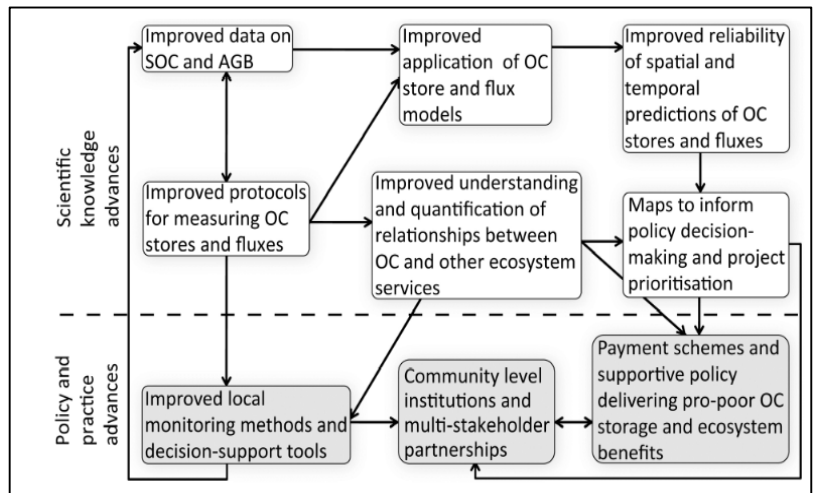 Scientific
knowledge
advances
Improved data on
SOC and AGB
Improved
application of OC
store and flux
models
Improved reliability
of spatial and
temporal
predictions of OC
stores and fluxes
Improved protocols
for measuring OC
stores and fluxes
Improved understanding
and quantification of
relationships between
OC and other ecosystem
services
Maps to inform
policy decision-
making and project
prioritisation
Policy and
practice
advances
Improved local
monitoring methods and
decision-support tools
Community level
institutions and
multi-stakeholder
partnerships
Payment schemes and
supportive policy
delivering pro-poor OC
storage and ecosystem
benefits